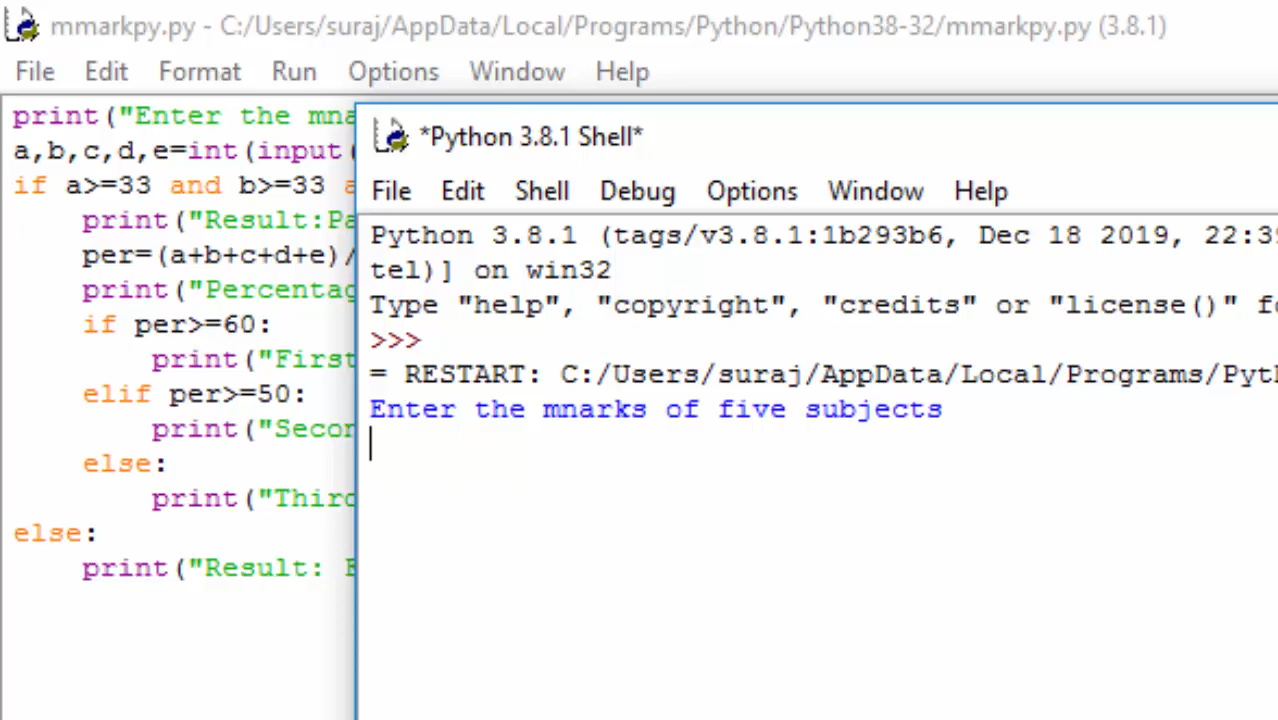 mmarkpy.py - C:/Users/suraj/AppData/Local/Programs/Python/Python38-32/mmarkpy.py (3.8.1)
File Edit Format Run Options Window Help
print("Enter the mna
a,b,c,d,e=int(input(
if a>=33 and b>=33 a
print("Result:Pa
per=(a+b+c+d+e)/
print("Percentag
if per>=60:
print("First
elif per>=50:
print("Secon
else:
print("Third
else:
print("Result: F
*Python 3.8.1 Shell*
File Edit Shell Debug Options Window Help
Python 3.8.1 (tags/v3.8.1:1b293b6, Dec 18 2019, 22:39
tel)] on win32
Type "help", "copyright", "credits" or "license()" fo
>>>
= RESTART: C:/Users/suraj/AppData/Local/Programs/Pyth
Enter the mnarks of five subjects